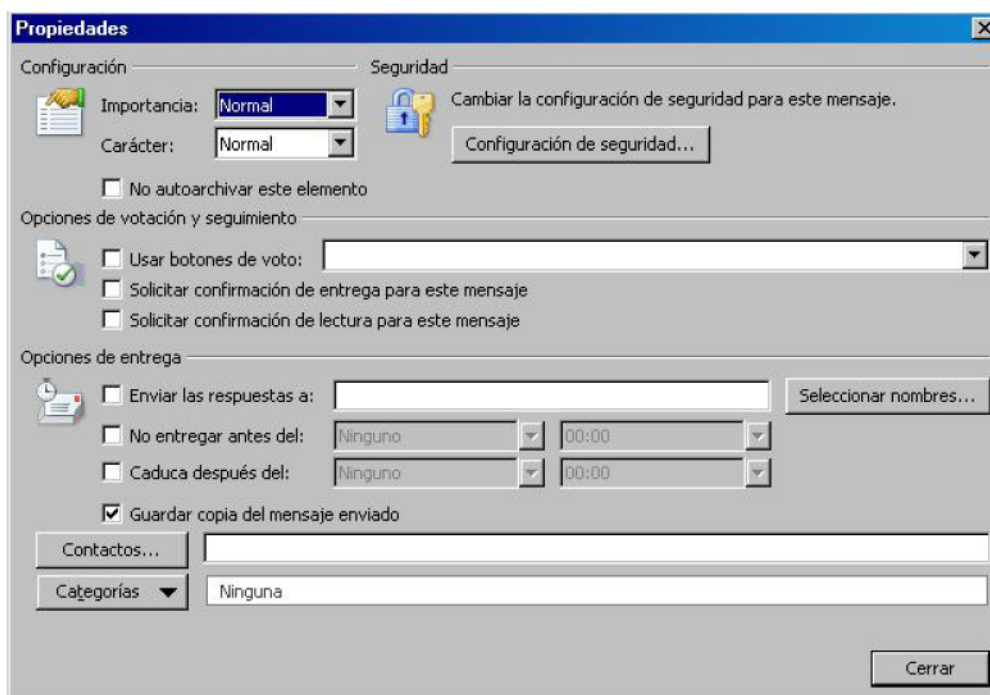 Propiedades
Configuración
Seguridad
Importancia: Normal
Cambiar la configuración de seguridad para este mensaje.
Carácter: Normal
Configuración de seguridad...
No autoarchivar este elemento
Opciones de votación y seguimiento
Usar botones de voto:
Solicitar confirmación de entrega para este mensaje
Solicitar confirmación de lectura para este mensaje
Opciones de entrega
Enviar las respuestas a:
Seleccionar nombres...
No entregar antes del: Ninguno 00:00
Caduca después del: Ninguno 00:00
Guardar copia del mensaje enviado
Contactos...
Categorías Ninguna
Cerrar